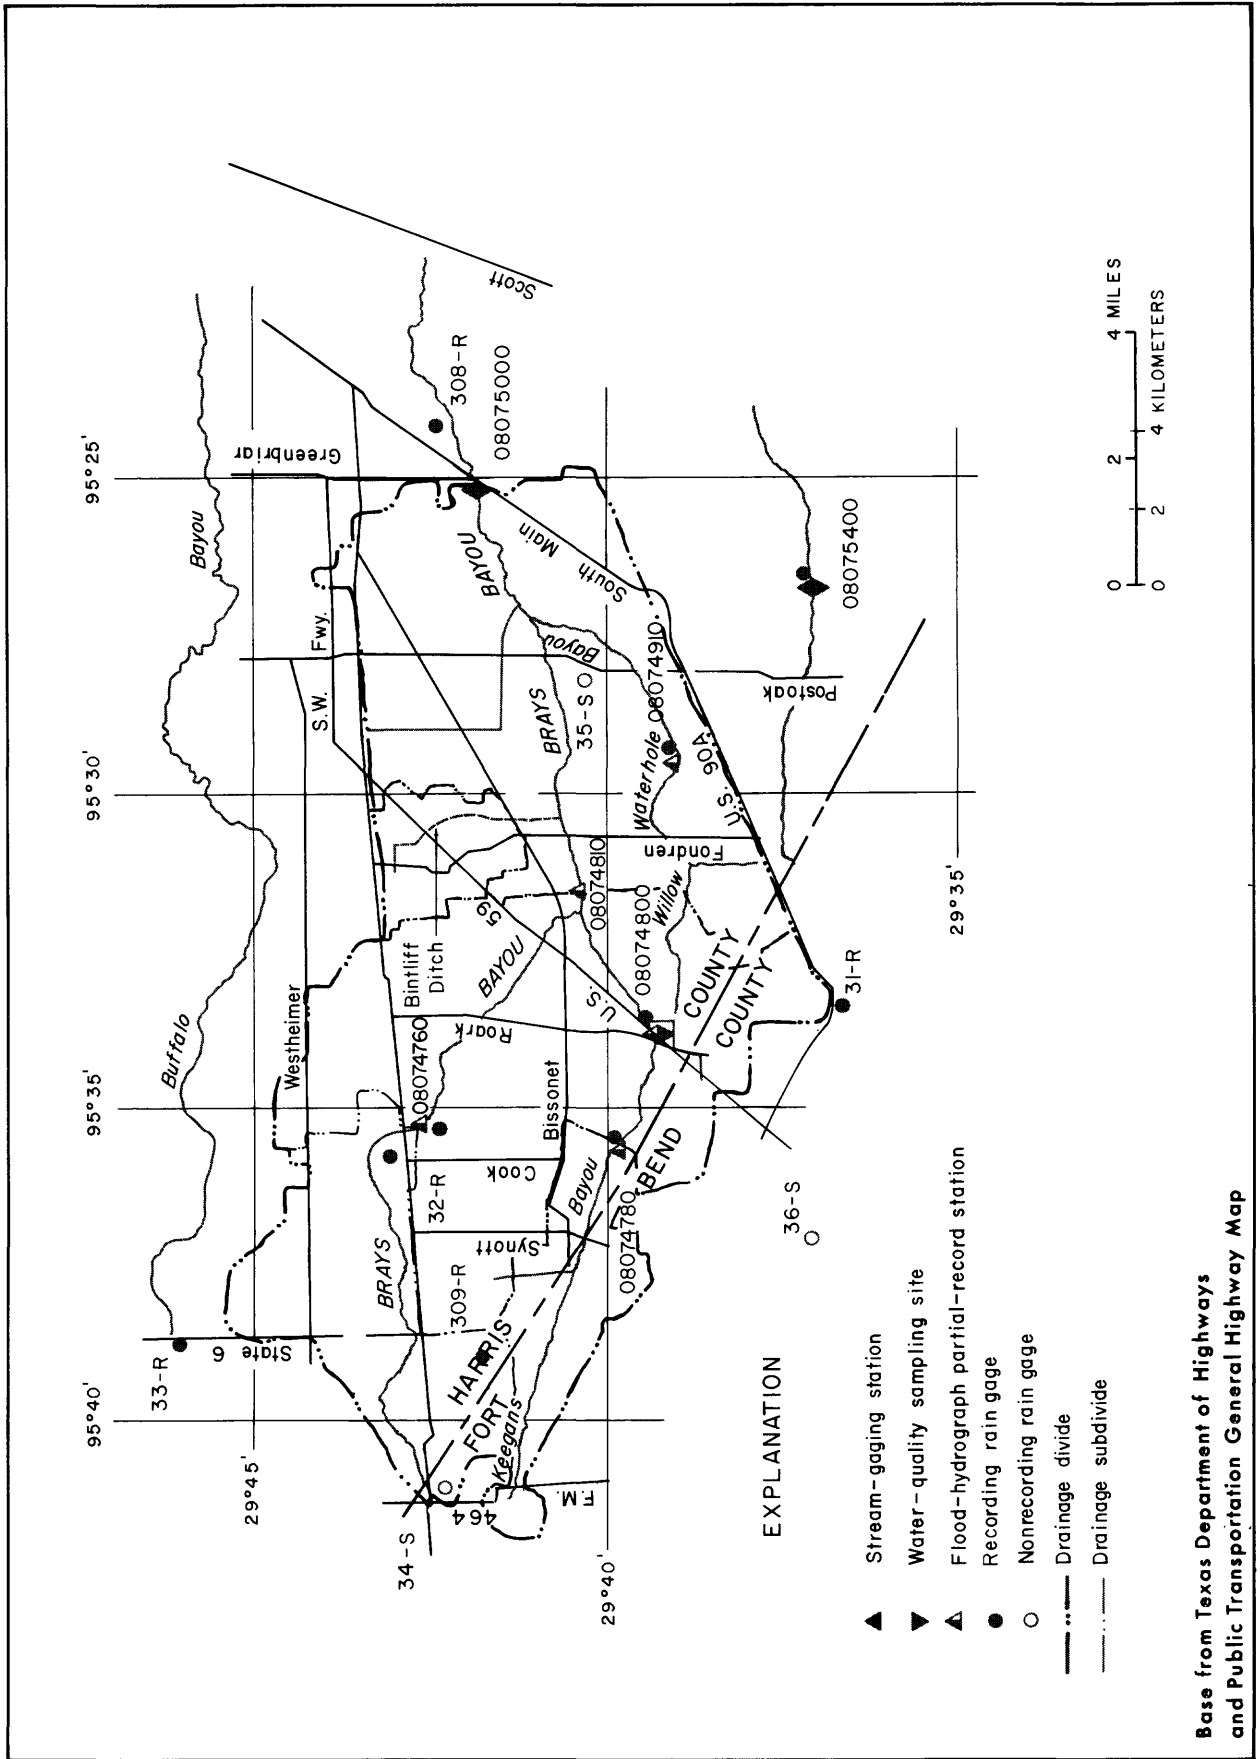 95°40'
95°35'
95°30'
95°25'
33-R
Buffalo
Bayou
29°45'
State 6
Westheimer
S.W. Fwy.
Greenbriar
34-S
464
F.M.
BRAYS
32-R
309-R
08074760
Bintliff
Ditch
59
Roark
BAYOU
HARRIS
FORT
Keegans
Synott
Cook
Bissonet
Bayou
U.S.
08074810
BRAYS
BAYOU
308-R
08075000
Scott
29°40'
08074780
BEND
08074800
COUNTY
COUNTY
Willow
Fondren
Waterhole
Bayou
35-S
08074910
South
Main
U.S. 90A
Postoak
36-S
31-R
08075400
29°35'
EXPLANATION
Stream-gaging station
Water-quality sampling site
Flood-hydrograph partial-record station
Recording rain gage
Nonrecording rain gage
Drainage divide
Drainage subdivide
0 2 4 MILES
0 2 4 KILOMETERS
Base from Texas Department of Highways
and Public Transportation General Highway Map